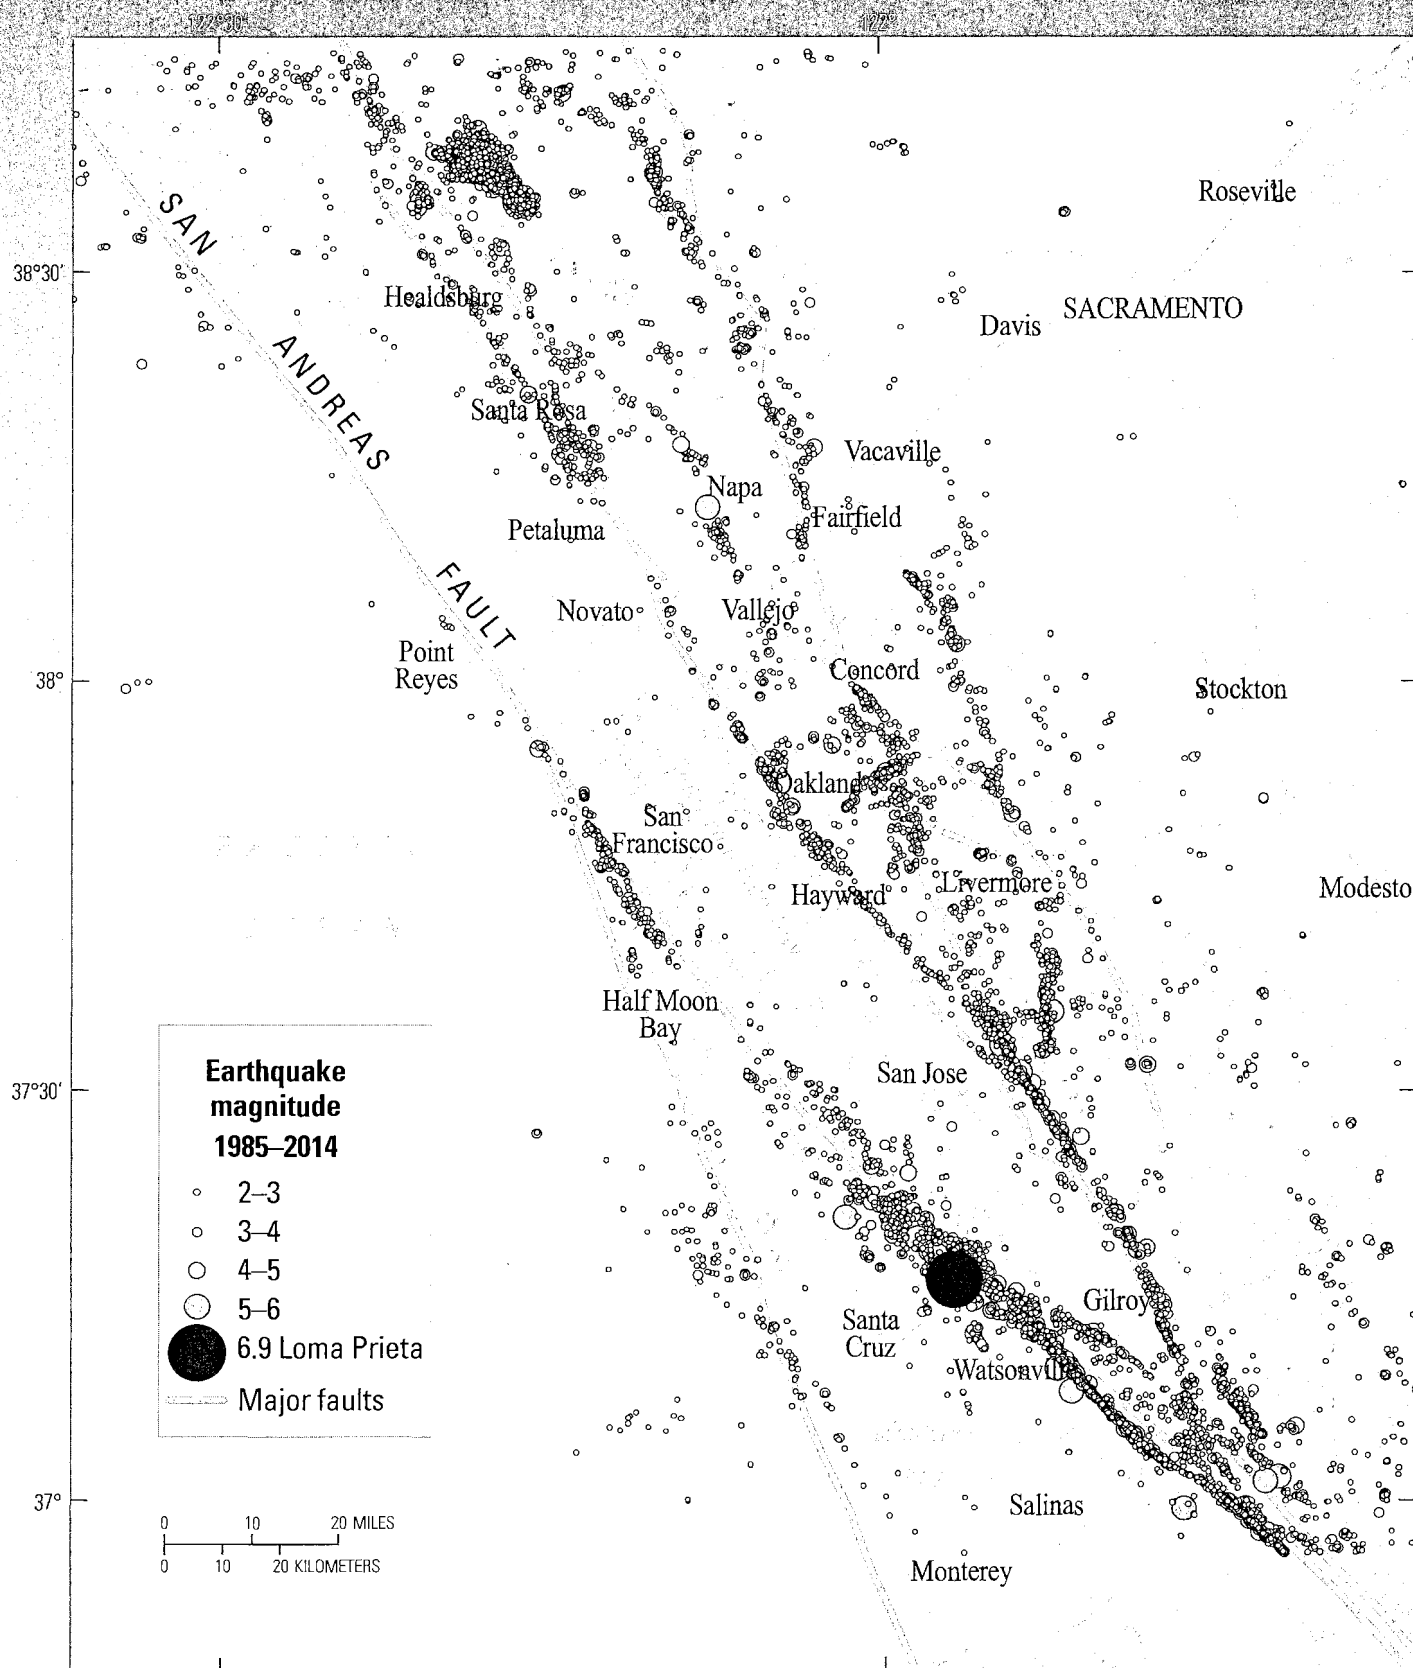 122°30'
122°
SAN
ANDREAS
FAULT
Roseville
38°30'
Healdsburg
SACRAMENTO
Davis
Santa Rosa
Vacaville
Napa
Fairfield
Petaluma
Novato
Vallejo
Point
Reyes
Concord
38°
Stockton
Oakland
San
Francisco
Hayward
Livermore
Modesto
Half Moon
Bay
San Jose
37°30'
Earthquake
magnitude
1985–2014
2–3
3–4
4–5
5–6
6.9 Loma Prieta
Major faults
Gilroy
Santa
Cruz
Watsonville
37°
Salinas
0 10 20 MILES
0 10 20 KILOMETERS
Monterey